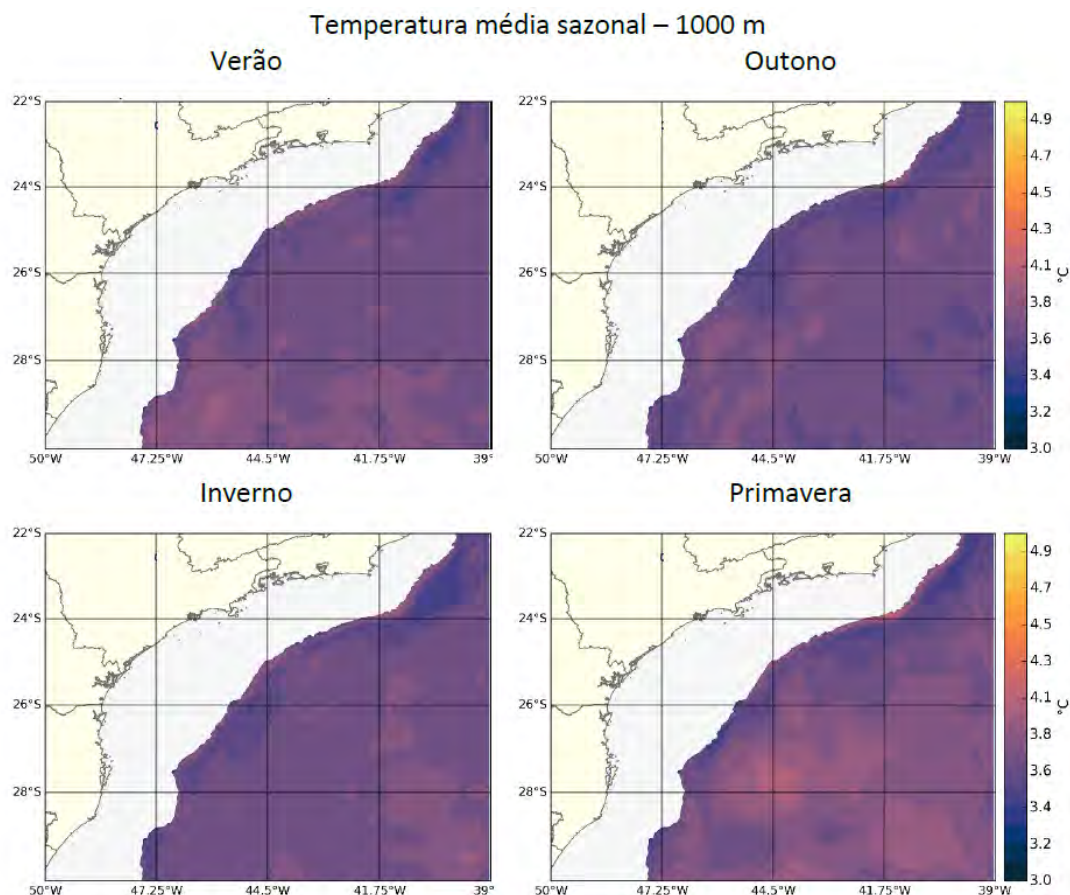 Temperatura média sazonal – 1000 m
Verão
Outono
22°S
24°S
26°S
28°S
50°W 47.25°W 44.5°W 41.75°W 39°
22°S
24°S
26°S
28°S
50°W 47.25°W 44.5°W 41.75°W 39°W
4.9
4.7
4.5
4.3
4.1
3.8
3.6
3.4
3.2
3.0
°C
Inverno
Primavera
22°S
24°S
26°S
28°S
50°W 47.25°W 44.5°W 41.75°W 39°
22°S
24°S
26°S
28°S
50°W 47.25°W 44.5°W 41.75°W 39°W
4.9
4.7
4.5
4.3
4.1
3.8
3.6
3.4
3.2
3.0
°C